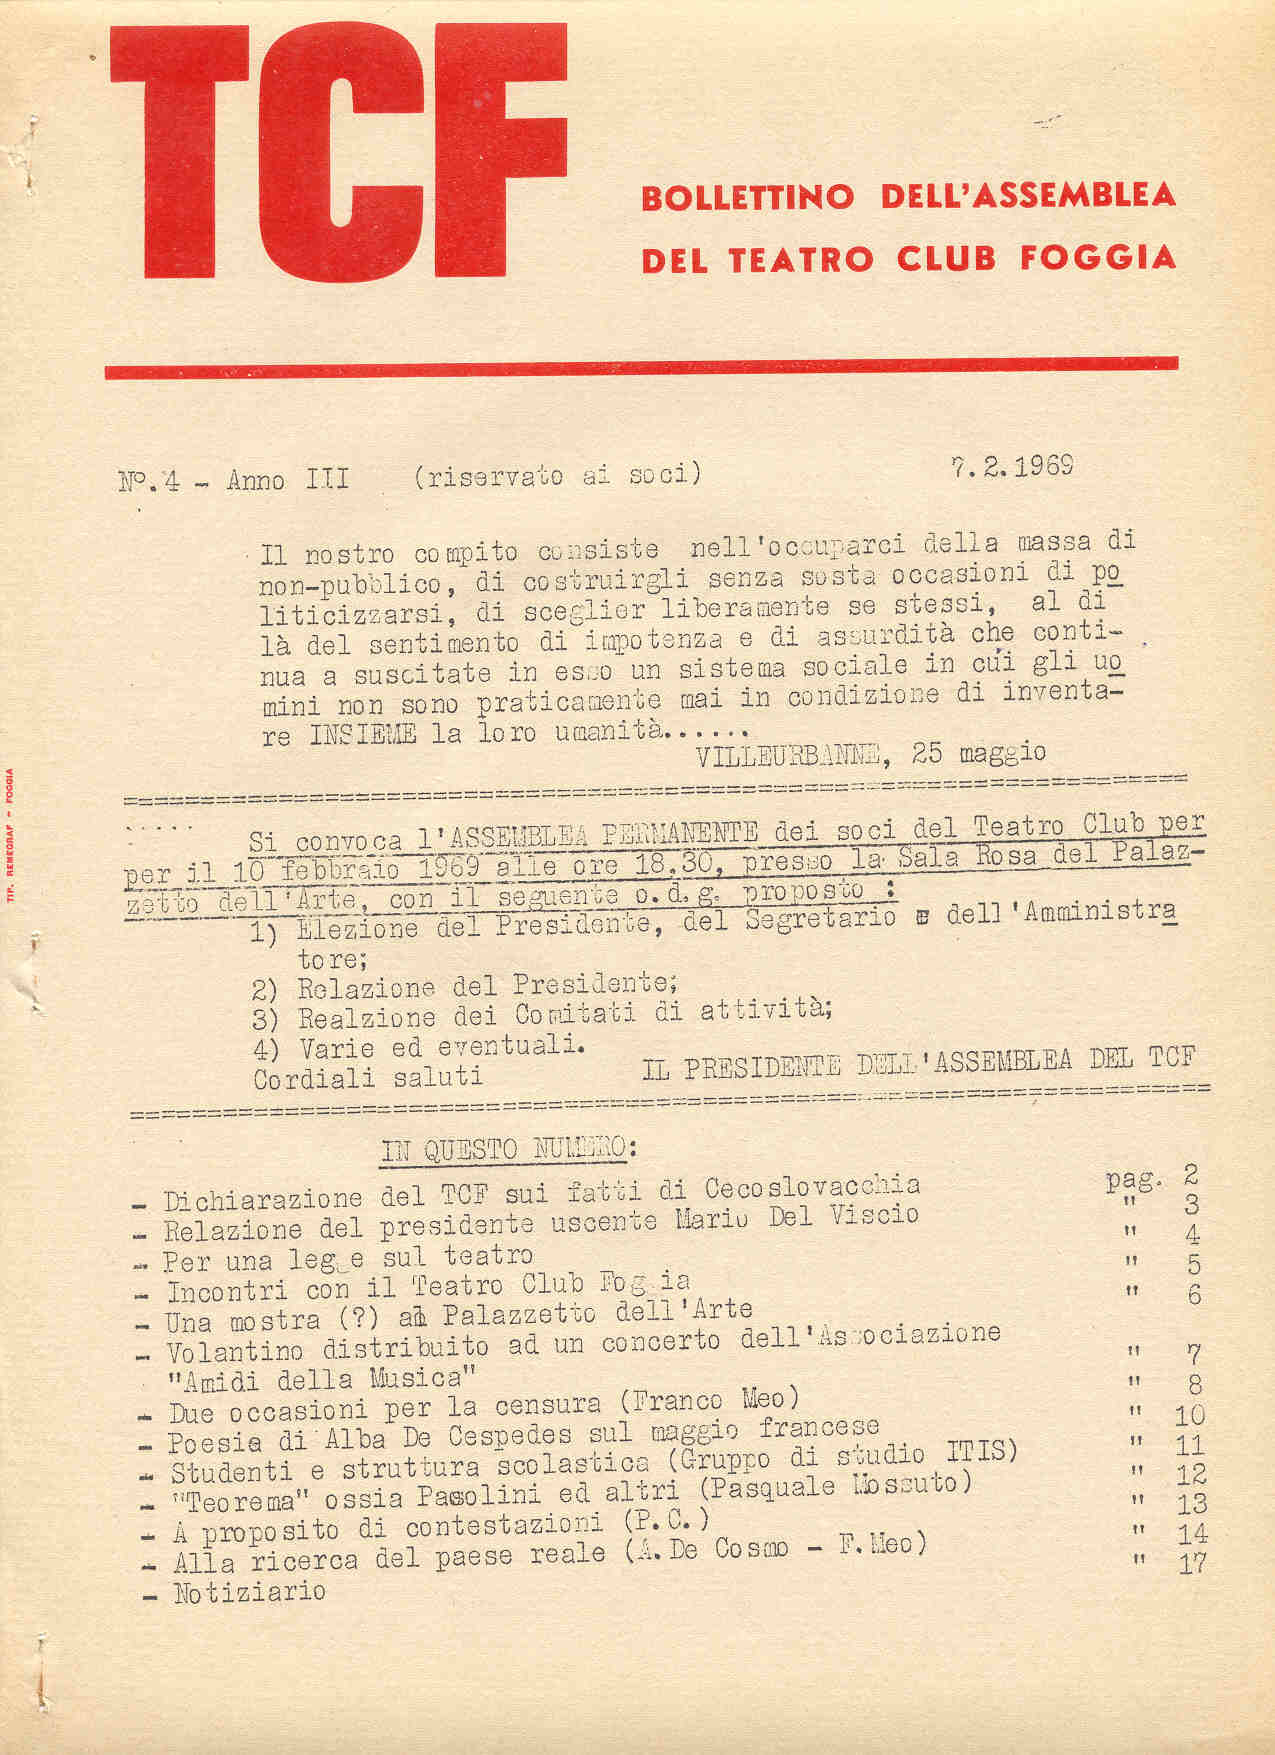 TCF
BOLLETTINO DELL'ASSEMBLEA
DEL TEATRO CLUB FOGGIA
Nº.4 - Anno III (riservato ai soci) 7.2.1969
Il nostro compito consiste nell'occuparci della massa di
non-pubblico, di costruirgli senza sosta occasioni di po
liticizzarsi, di sceglier liberamente se stessi, al di
là del sentimento di impotenza e di assurdità che conti-
nua a suscitate in esso un sistema sociale in cui gli uo
mini non sono praticamente mai in condizione di inventa-
re INSIEME la loro umanità......
VILLEURBANNE, 25 maggio
Si convoca l'ASSEMBLEA PERMANENTE dei soci del Teatro Club per
per il 10 febbraio 1969 alle ore 18,30, presso la Sala Rosa del Palaz-
zetto dell'Arte, con il seguente o.d.g. proposto :
1) Elezione del Presidente, del Segretario e dell'Amministra
tore;
2) Relazione del Presidente;
3) Realzione dei Comitati di attività;
4) Varie ed eventuali.
Cordiali saluti IL PRESIDENTE DELL'ASSEMBLEA DEL TCF
IN QUESTO NUMERO:
- Dichiarazione del TCF sui fatti di Cecoslovacchia pag. 2
- Relazione del presidente uscente Mario Del Viscio " 3
- Per una legge sul teatro " 4
- Incontri con il Teatro Club Foggia " 5
- Una mostra (?) al Palazzetto dell'Arte " 6
- Volantino distribuito ad un concerto dell'Associazione
"Amidi della Musica" " 7
- Due occasioni per la censura (Franco Meo) " 8
- Poesia di Alba De Cespedes sul maggio francese " 10
- Studenti e struttura scolastica (Gruppo di studio ITIS) " 11
- "Teorema" ossia Pasolini ed altri (Pasquale Mossuto) " 12
- A proposito di contestazioni (P.C.) " 13
- Alla ricerca del paese reale (A.De Cosmo - F.Meo) " 14
- Notiziario " 17
TIP. REMEGRAF - FOGGIA